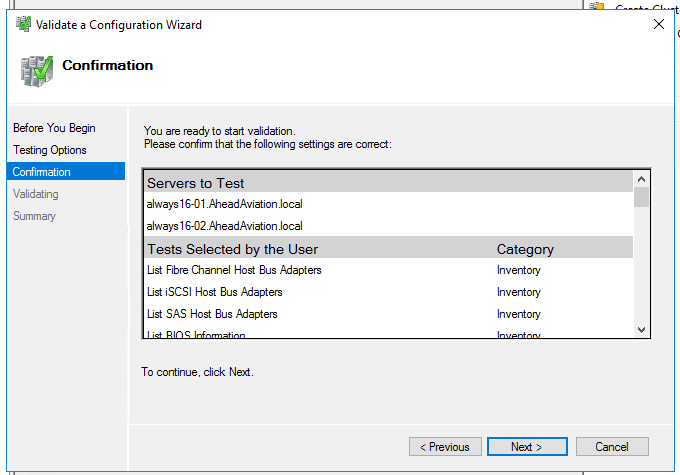 Create Clust
Validate a Configuration Wizard
Confirmation
Before You Begin
Testing Options
Confirmation
Validating
Summary
You are ready to start validation.
Please confirm that the following settings are correct:
Servers to Test
always16-01.AheadAviation.local
always16-02.AheadAviation.local
Tests Selected by the User Category
List Fibre Channel Host Bus Adapters Inventory
List iSCSI Host Bus Adapters Inventory
List SAS Host Bus Adapters Inventory
List BIOS Information Inventory
To continue, click Next.
< Previous Next > Cancel